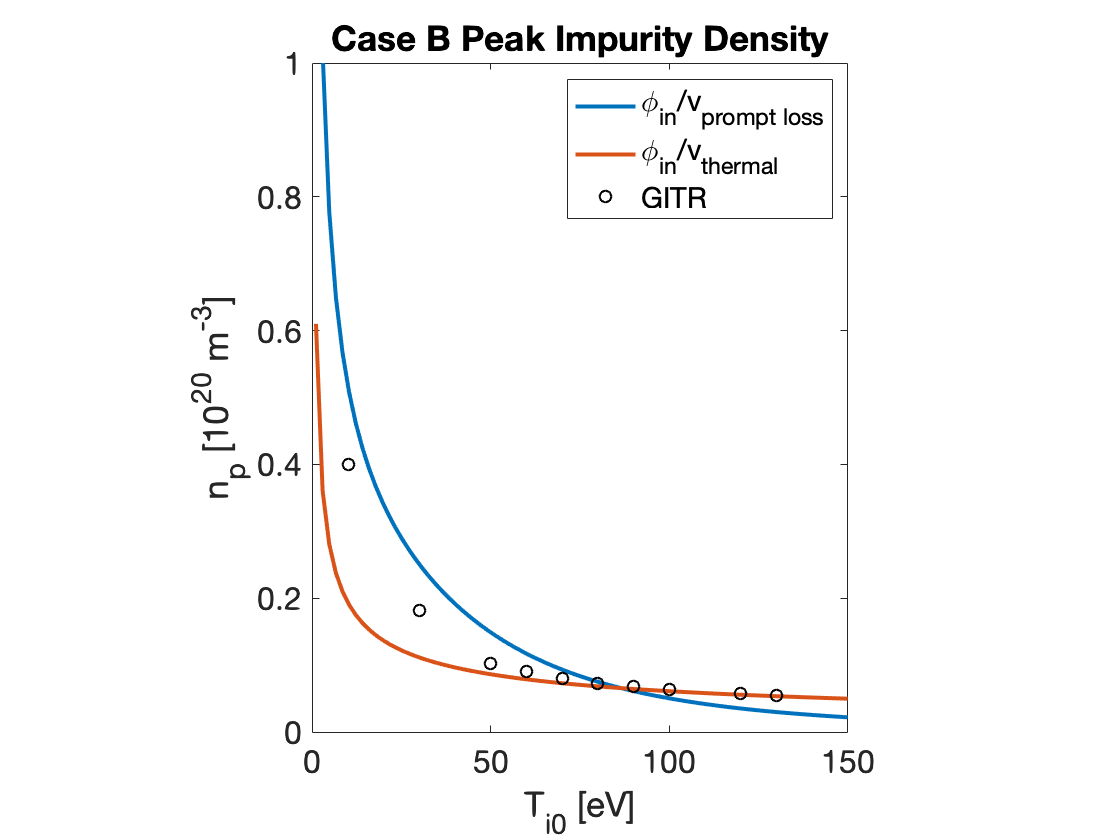 Case B Peak Impurity Density
ϕin/vprompt loss
ϕin/vthermal
GITR
1
0.8
0.6
0.4
0.2
0
np [10^20 m^-3]
0 50 100 150
Ti0 [eV]